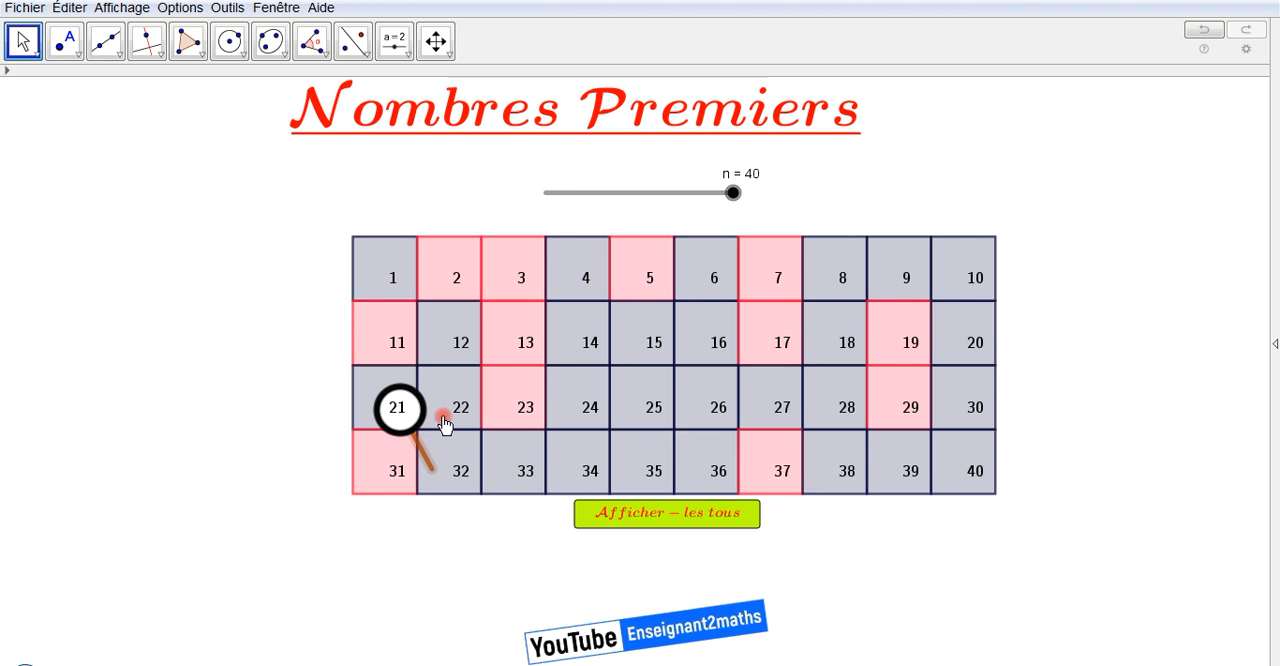 Fichier Éditer Affichage Options Outils Fenêtre Aide
A a=2
Nombres Premiers
n = 40
1 2 3 4 5 6 7 8 9 10
11 12 13 14 15 16 17 18 19 20
21 22 23 24 25 26 27 28 29 30
31 32 33 34 35 36 37 38 39 40
Afficher – les tous
YouTube Enseignant2maths